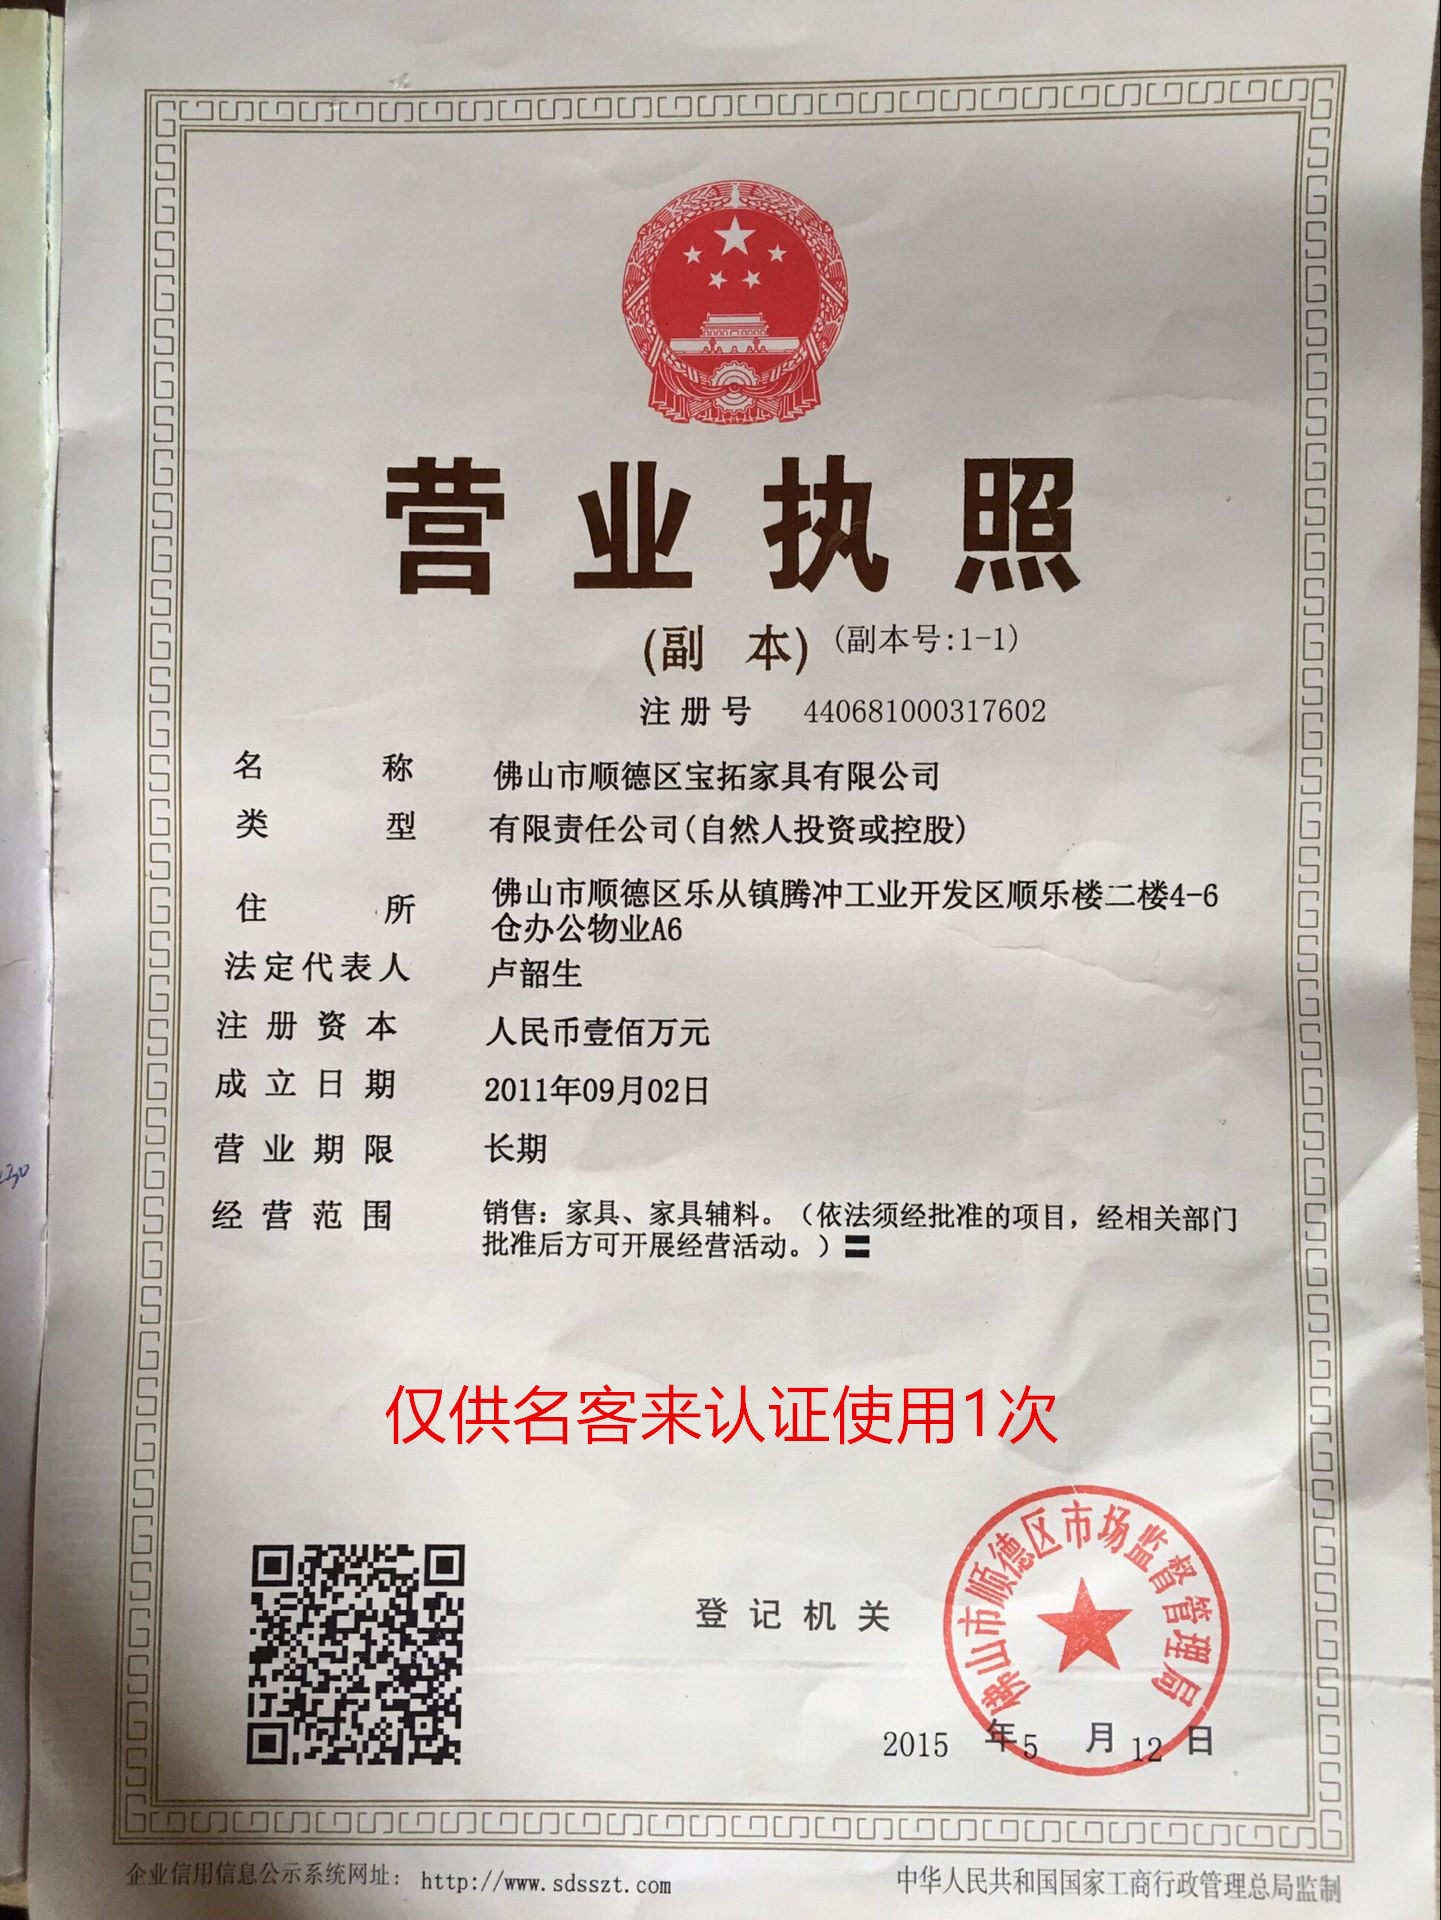 营业执照
(副 本) (副本号:1-1)
注册号 440681000317602
名称 佛山市顺德区宝拓家具有限公司
类型 有限责任公司(自然人投资或控股)
住所 佛山市顺德区乐从镇腾冲工业开发区顺乐楼二楼4-6
仓办公物业A6
法定代表人 卢韶生
注册资本 人民币壹佰万元
成立日期 2011年09月02日
营业期限 长期
经营范围 销售：家具、家具辅料。（依法须经批准的项目，经相关部门
批准后方可开展经营活动。）〓
仅供名客来认证使用1次
佛山市顺德区市场监督管理局
登记机关
2015 年 5 月 12 日
企业信用信息公示系统网址： http://www.sdsszt.com
中华人民共和国国家工商行政管理总局监制